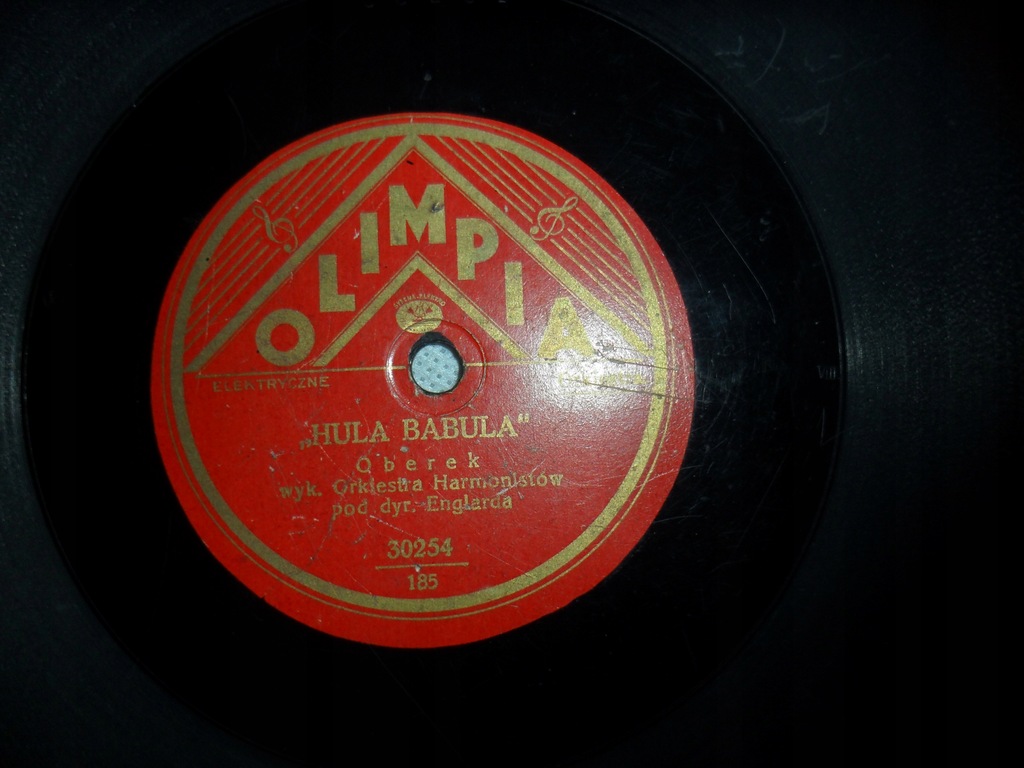 OLIMPIA
ELEKTRYCZNE
„HULA BABULA"
Oberek
wyk. Orkiestra Harmonistów
pod dyr. Englarda
30254
185